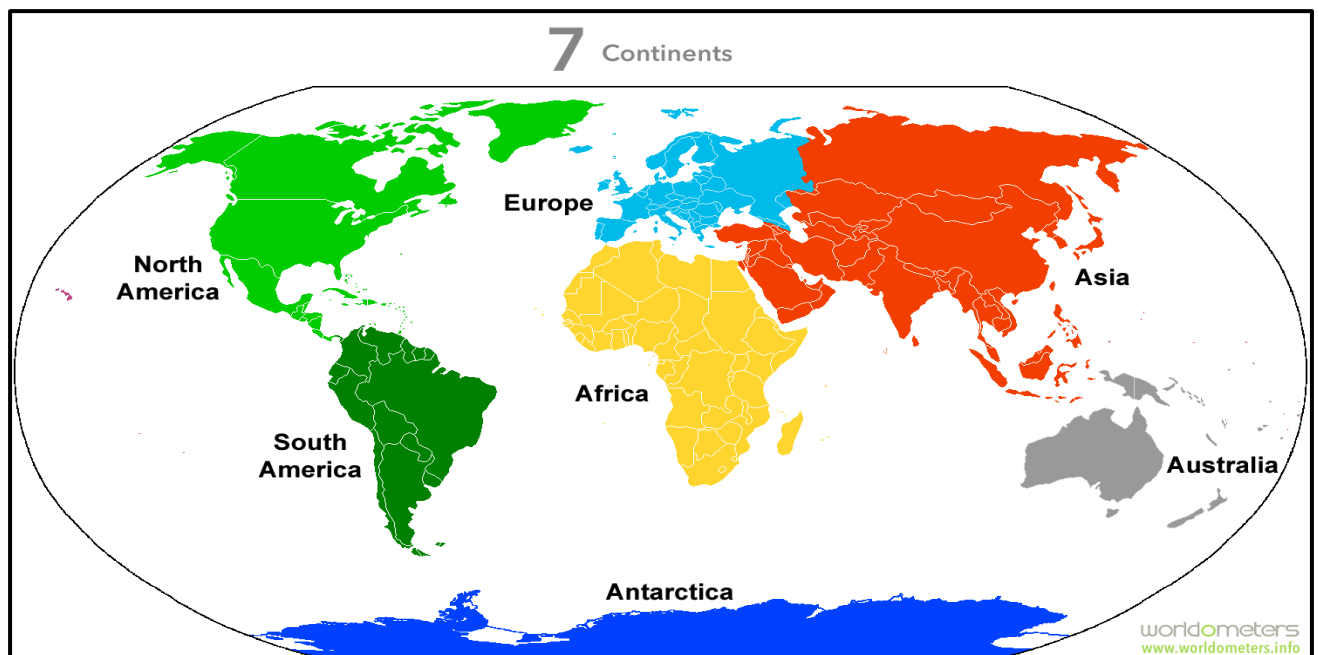 7 Continents
Europe
North
America
Asia
Africa
South
America
Australia
Antarctica
worldometers
www.worldometers.info